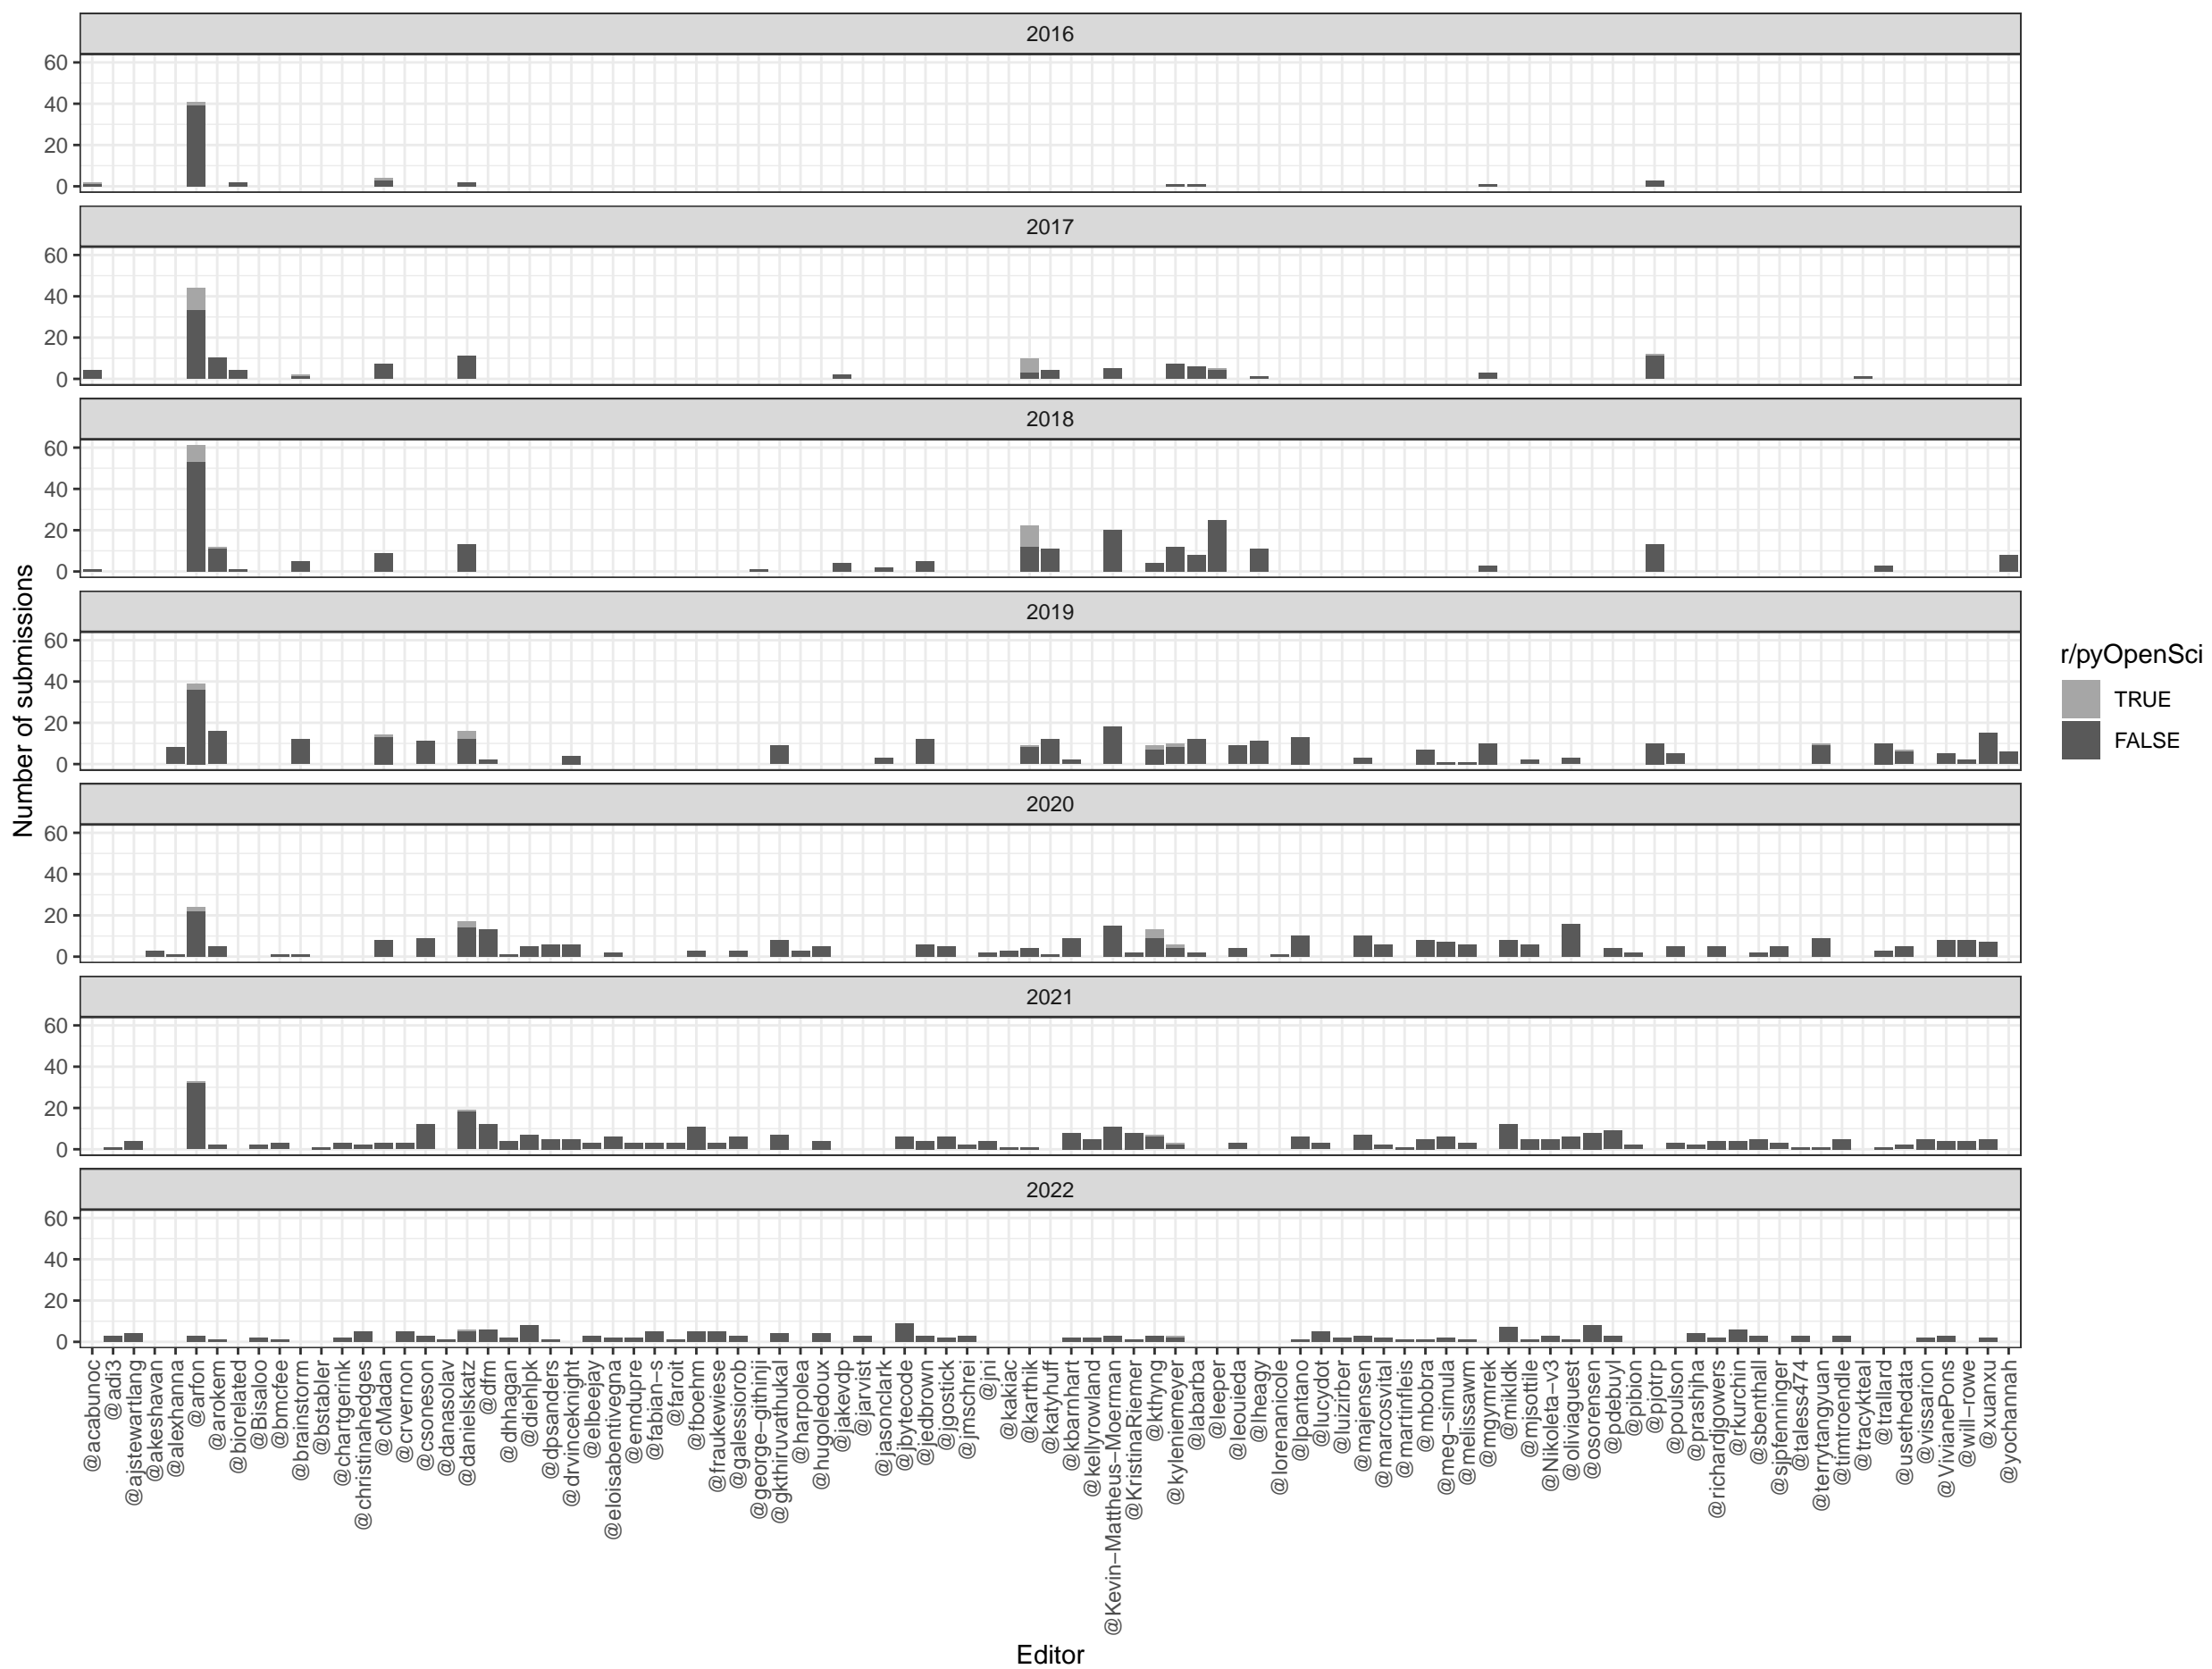 2016
60
40
20
0
2017
60
40
20
0
2018
60
40
20
0
2019
60
40
20
0
2020
60
40
20
0
2021
60
40
20
0
2022
60
40
20
0
Number of submissions
r/pyOpenSci
TRUE
FALSE
@acabunoc
@adi3
@ajstewartlang
@akeshavan
@alexhanna
@arfon
@arokem
@biorelated
@Bisaloo
@bmcfee
@brainstorm
@bstabler
@chartgerink
@christinahedges
@cMadan
@crvernon
@csoneson
@danasolav
@danielskatz
@dfm
@dhhagan
@diehlpk
@dpsanders
@drvinceknight
@elbeejay
@eloisabentivegna
@emdupre
@fabian−s
@faroit
@fboehm
@fraukewiese
@galessiorob
@george−githinji
@gkthiruvathukal
@harpolea
@hugoledoux
@jakevdp
@jarvist
@jasonclark
@jbytecode
@jedbrown
@jgostick
@jmschrei
@jni
@kakiac
@karthik
@katyhuff
@kbarnhart
@kellyrowland
@Kevin−Mattheus−Moerman
@KristinaRiemer
@kthyng
@kyleniemeyer
@labarba
@leeper
@leouieda
@lheagy
@lorenanicole
@lpantano
@lucydot
@luizirber
@majensen
@marcosvital
@martinfleis
@mbobra
@meg−simula
@melissawm
@mgymrek
@mikldk
@mjsottile
@Nikoleta−v3
@oliviaguest
@osorensen
@pdebuyl
@pibion
@pjotrp
@poulson
@prashjha
@richardjgowers
@rkurchin
@sbenthall
@sjpfenninger
@taless474
@terrytangyuan
@timtroendle
@tracykteal
@trallard
@usethedata
@vissarion
@VivianePons
@will−rowe
@xuanxu
@yochannah
Editor